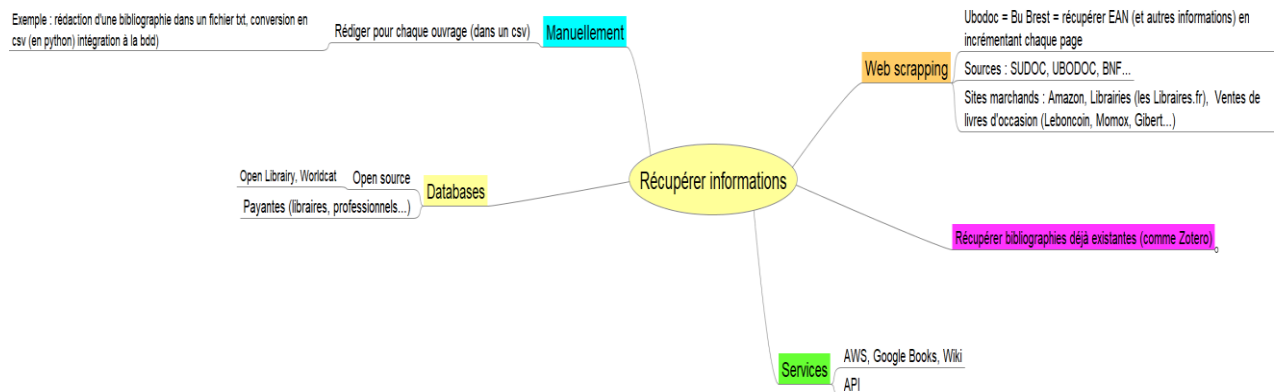 Exemple : rédaction d'une bibliographie dans un fichier txt, conversion en
csv (en python) intégration à la bdd)
Rédiger pour chaque ouvrage (dans un csv)
Manuellement
Ubodoc = Bu Brest = récupérer EAN (et autres informations) en
incrémentant chaque page
Web scrapping
Sources : SUDOC, UBODOC, BNF...
Sites marchands : Amazon, Librairies (les Libraires.fr), Ventes de
livres d'occasion (Leboncoin, Momox, Gibert...)
Récupérer informations
Open Librairy, Worldcat
Open source
Databases
Payantes (libraires, professionnels...)
Récupérer bibliographies déjà existantes (comme Zotero)
Services
AWS, Google Books, Wiki
API